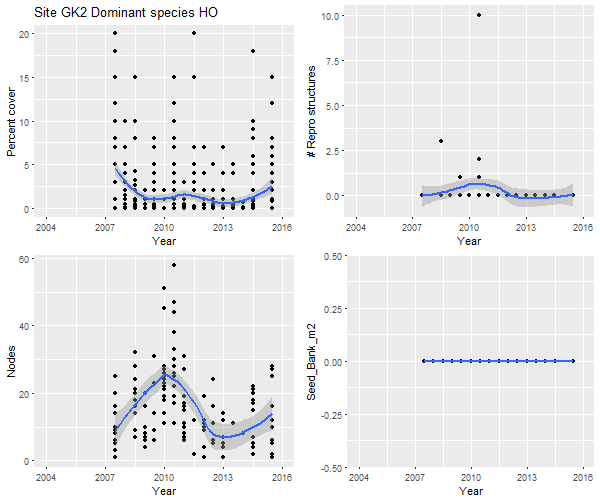 Site GK2 Dominant species HO
Percent cover
20
15
10
5
0
2004 2007 2010 2013 2016
Year
# Repro structures
10.0
7.5
5.0
2.5
0.0
2004 2007 2010 2013 2016
Year
Nodes
60
40
20
0
2004 2007 2010 2013 2016
Year
Seed_Bank_m2
0.50
0.25
0.00
-0.25
-0.50
2004 2007 2010 2013 2016
Year